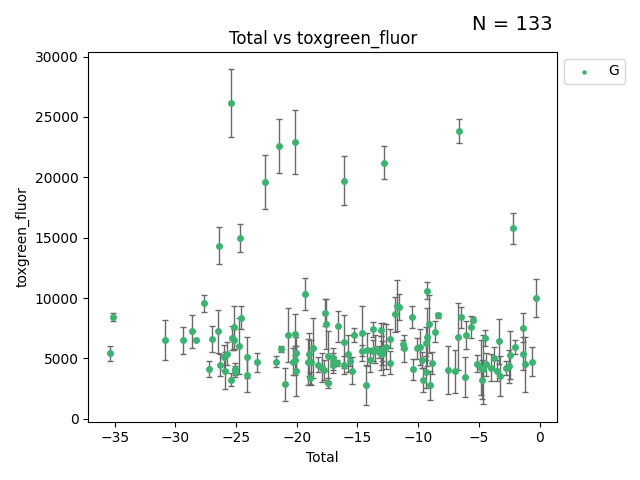 N = 133
Total vs toxgreen_fluor
G
30000
25000
20000
15000
10000
5000
0
toxgreen_fluor
−35 −30 −25 −20 −15 −10 −5 0
Total